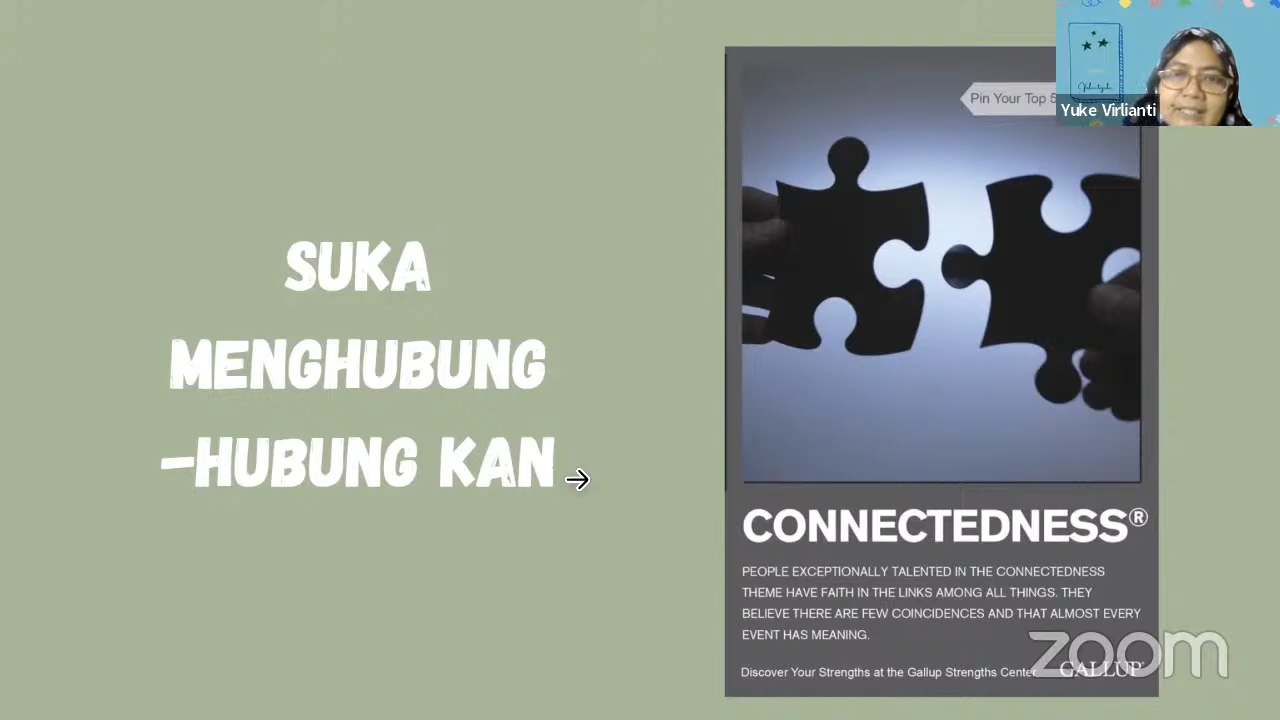 SUKA
MENGHUBUNG
-HUBUNG KAN
Pin Your Top 5
Yuke Virlianti
CONNECTEDNESS®
PEOPLE EXCEPTIONALLY TALENTED IN THE CONNECTEDNESS
THEME HAVE FAITH IN THE LINKS AMONG ALL THINGS. THEY
BELIEVE THERE ARE FEW COINCIDENCES AND THAT ALMOST EVERY
EVENT HAS MEANING.
Discover Your Strengths at the Gallup Strengths Center
GALLUP®
zoom